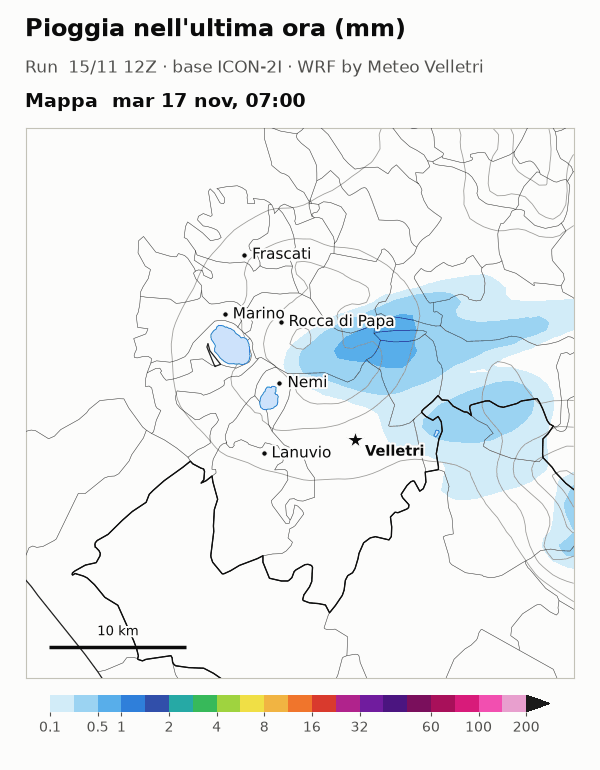 Pioggia nell'ultima ora (mm)
Run  15/11 12Z · base ICON-2I · WRF by Meteo Velletri
Mappa  mar 17 nov, 07:00
Frascati
Marino
Rocca di Papa
Nemi
Velletri
Lanuvio
10 km
0.1 0.5 1 2 4 8 16 32 60 100 200